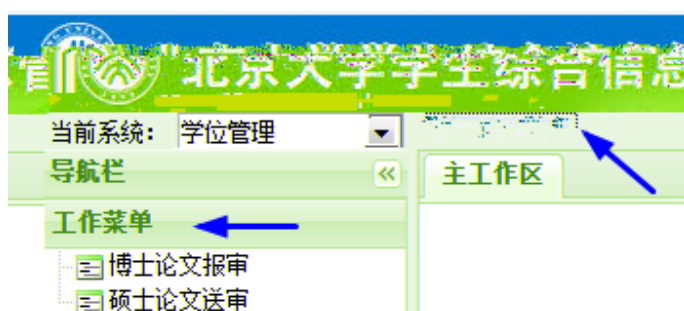 北京大学学生综合信息
当前系统： 学位管理
导航栏
主工作区
工作菜单
博士论文报审
硕士论文送审